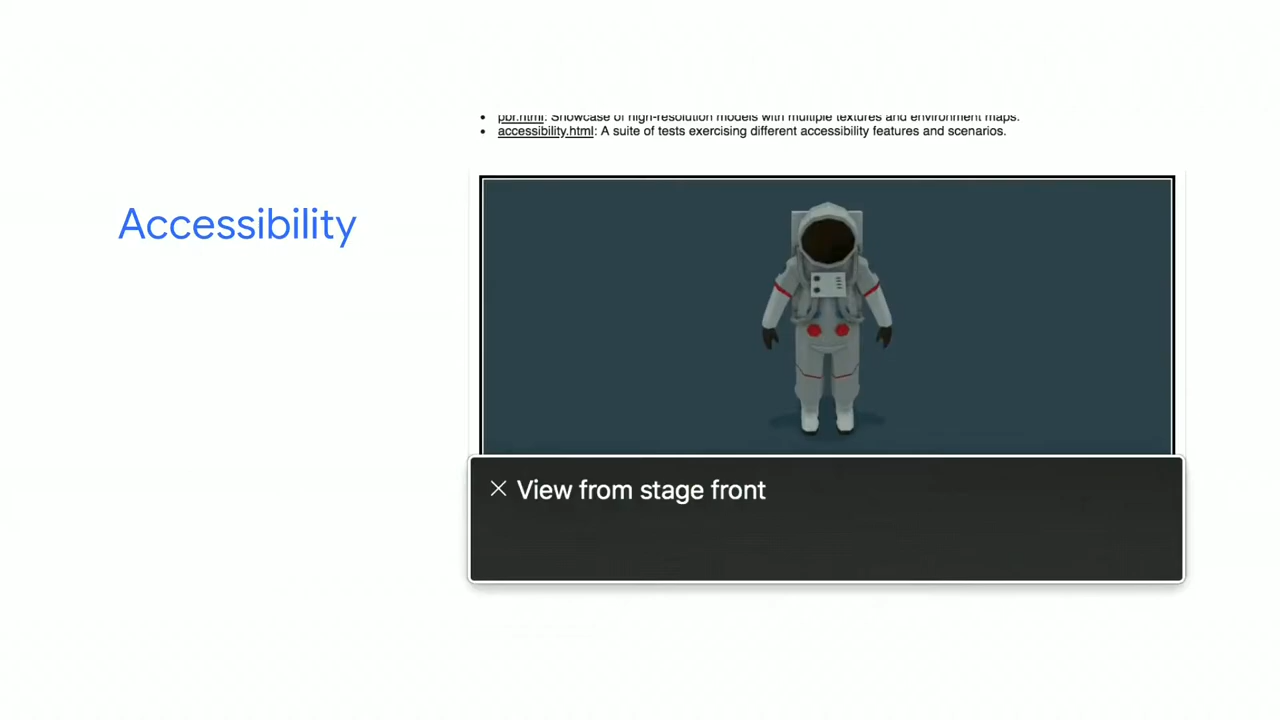 pbr.html: Showcase of high-resolution models with multiple textures and environment maps.
accessibility.html: A suite of tests exercising different accessibility features and scenarios.
Accessibility
View from stage front